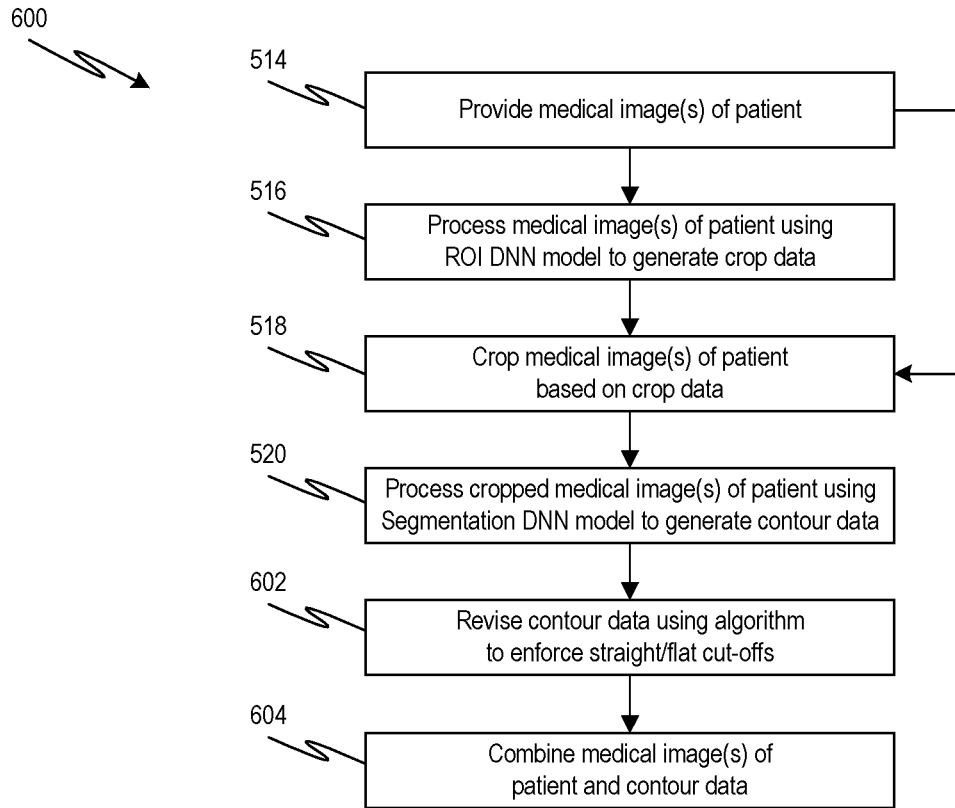 600
514
Provide medical image(s) of patient
516
Process medical image(s) of patient using
ROI DNN model to generate crop data
518
Crop medical image(s) of patient
based on crop data
520
Process cropped medical image(s) of patient using
Segmentation DNN model to generate contour data
602
Revise contour data using algorithm
to enforce straight/flat cut-offs
604
Combine medical image(s) of
patient and contour data